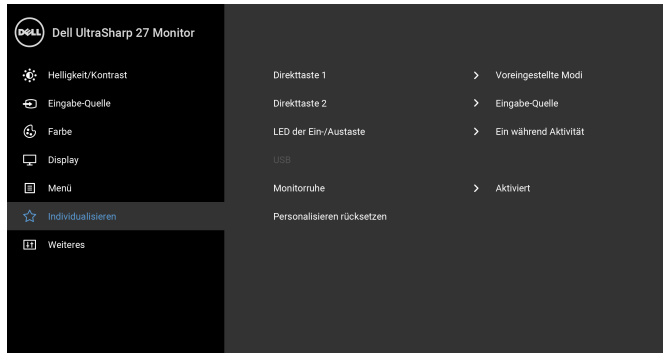 DELL
Dell UltraSharp 27 Monitor
Helligkeit/Kontrast
Eingabe-Quelle
Farbe
Display
Menü
Individualisieren
Weiteres
Direkttaste 1 > Voreingestellte Modi
Direkttaste 2 > Eingabe-Quelle
LED der Ein-/Austaste > Ein während Aktivität
USB
Monitorruhe > Aktiviert
Personalisieren rücksetzen